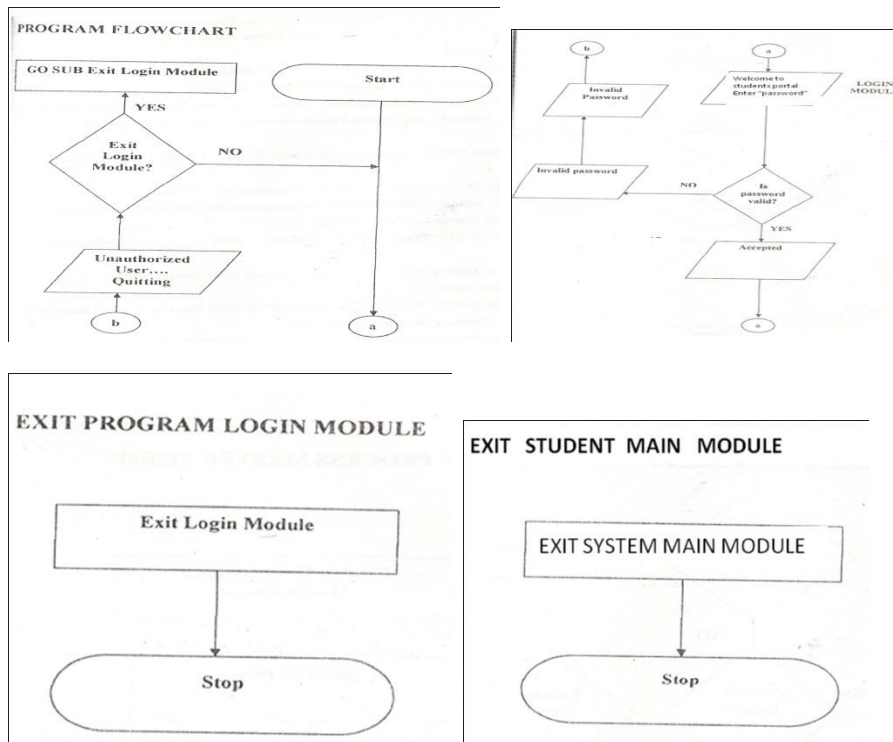 PROGRAM FLOWCHART
GO SUB Exit Login Module
Start
YES
Exit
Login
Module?
NO
Unauthorized
User....
Quitting
b
a
b
a
Invalid
Password
Welcome to
students portal
Enter "password"
LOGIN
MODUL
Invalid password
NO
Is
password
valid?
YES
Accepted
EXIT PROGRAM LOGIN MODULE
Exit Login Module
Stop
EXIT STUDENT MAIN MODULE
EXIT SYSTEM MAIN MODULE
Stop